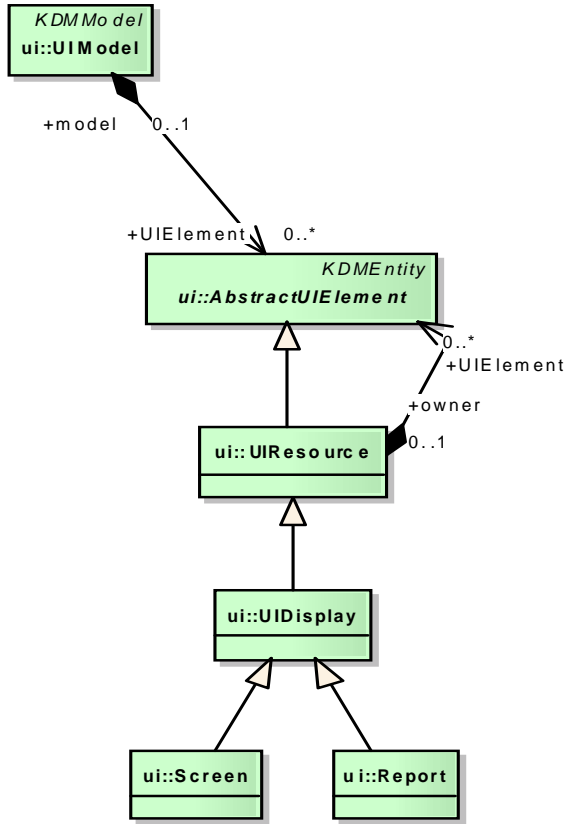 KDMModel
ui::UIModel
+model 0..1
+UIElement 0..*
KDMEntity
ui::AbstractUIElement
0..*
+UIElement
+owner
ui::UIResource
0..1
ui::UIDisplay
ui::Screen
ui::Report